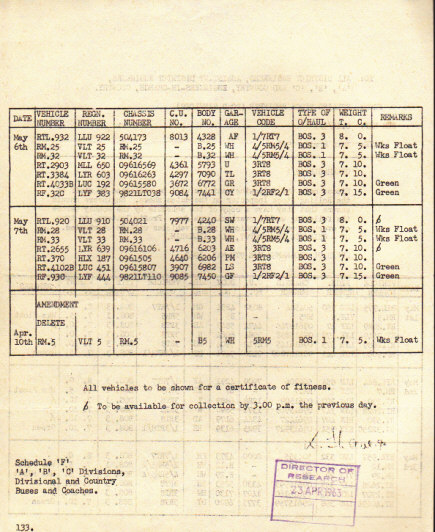 DATE VEHICLE NUMBER REGN. NUMBER CHASSIS NUMBER C.U. NO. BODY NO. GAR- AGE VEHICLE CODE TYPE OF O/HAUL WEIGHT T. C. REMARKS
May 6th
RTL.932 LLU 922 504173 8013 4328 AF 1/7RT7 BOS. 3 8. 0.
RM.25 VLT 25 RM.25 - B.25 WH 4/5RM5/4 BOS. 1 7. 5. Wks Float
RM.32 VLT 32 RM.32 - B.32 WH 4/5RM5/4 BOS. 1 7. 5. Wks Float
RT.2903 MLL 650 09616569 4361 5793 U 3RT8 BOS. 3 7. 10.
RT.3384 LYR 603 09616263 4297 7090 TL 3RT8 BOS. 3 7. 10.
RT.4033B LUC 192 09615580 3672 6772 GR 3RT8 BOS. 3 7. 10. Green
RF.320 LYF 383 9821LT038 9084 7441 CY 1/2RF2/1 BOS. 3 7. 15. Green
May 7th
RTL.920 LLU 910 504021 7977 4240 SW 1/7RT7 BOS. 3 8. 0.
RM.28 VLT 28 RM.28 - B.28 WH 4/5RM5/4 BOS. 1 7. 5. Wks Float
RM.33 VLT 33 RM.33 - B.33 WH 4/5RM5/4 BOS. 1 7. 5. Wks Float
RT.2655 LYR 639 09616106 4716 6203 AE 3RT8 BOS. 3 7. 10.
RT.370 HLX 187 0961505 4640 6206 PM 3RT8 BOS. 3 7. 10.
RT.4102B LUC 451 09615807 3907 6982 LS 3RT8 BOS. 3 7. 10. Green
RF.930 LYF 444 9821LT110 9085 7450 GF 1/2RF2/1 BOS. 3 7. 15. Green
AMENDMENT
DELETE
Apr. 10th RM.5 VLT 5 RM.5 - B5 WH 5RM5 BOS. 1 7. 5. Wks Float
All vehicles to be shown for a certificate of fitness.
To be available for collection by 3.00 p.m. the previous day.
DIRECTOR OF
RESEARCH
23 APR 1963
Schedule 'F'
'A', 'B', 'C' Divisions,
Divisional and Country
Buses and Coaches.
133.